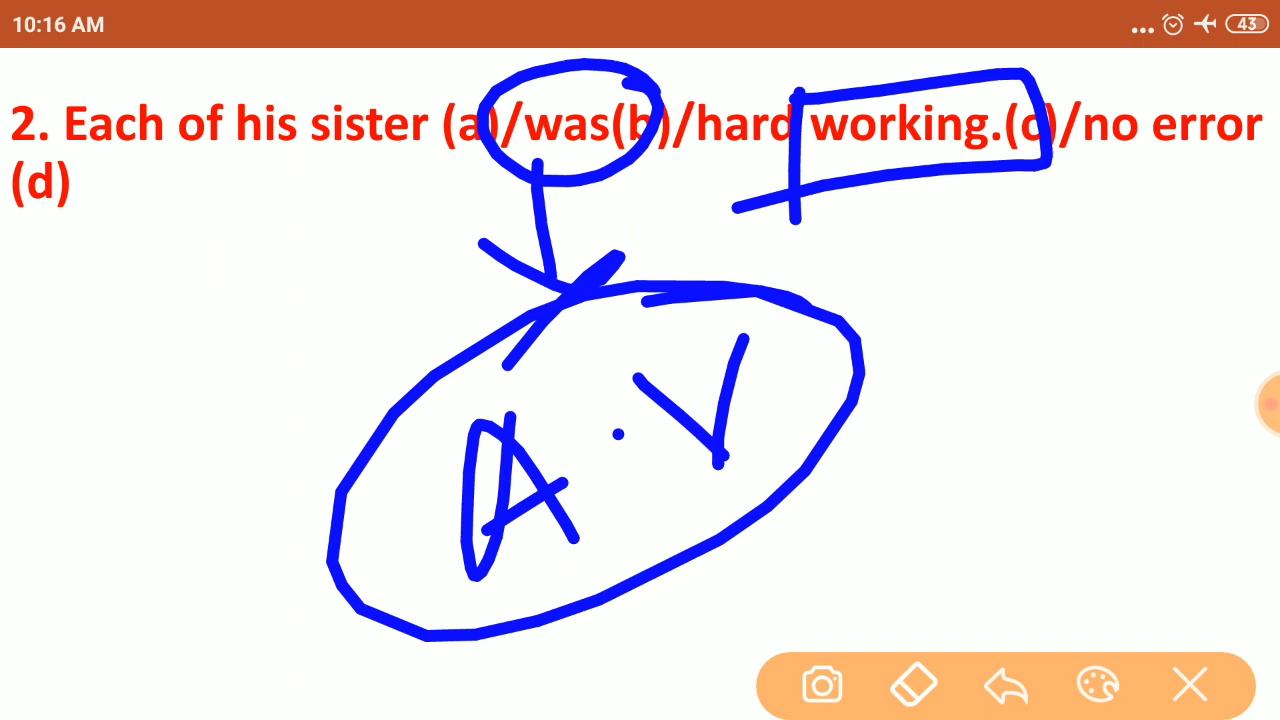 10:16 AM
43
2. Each of his sister (a)/was(b)/hard working.(c)/no error
(d)
A . V